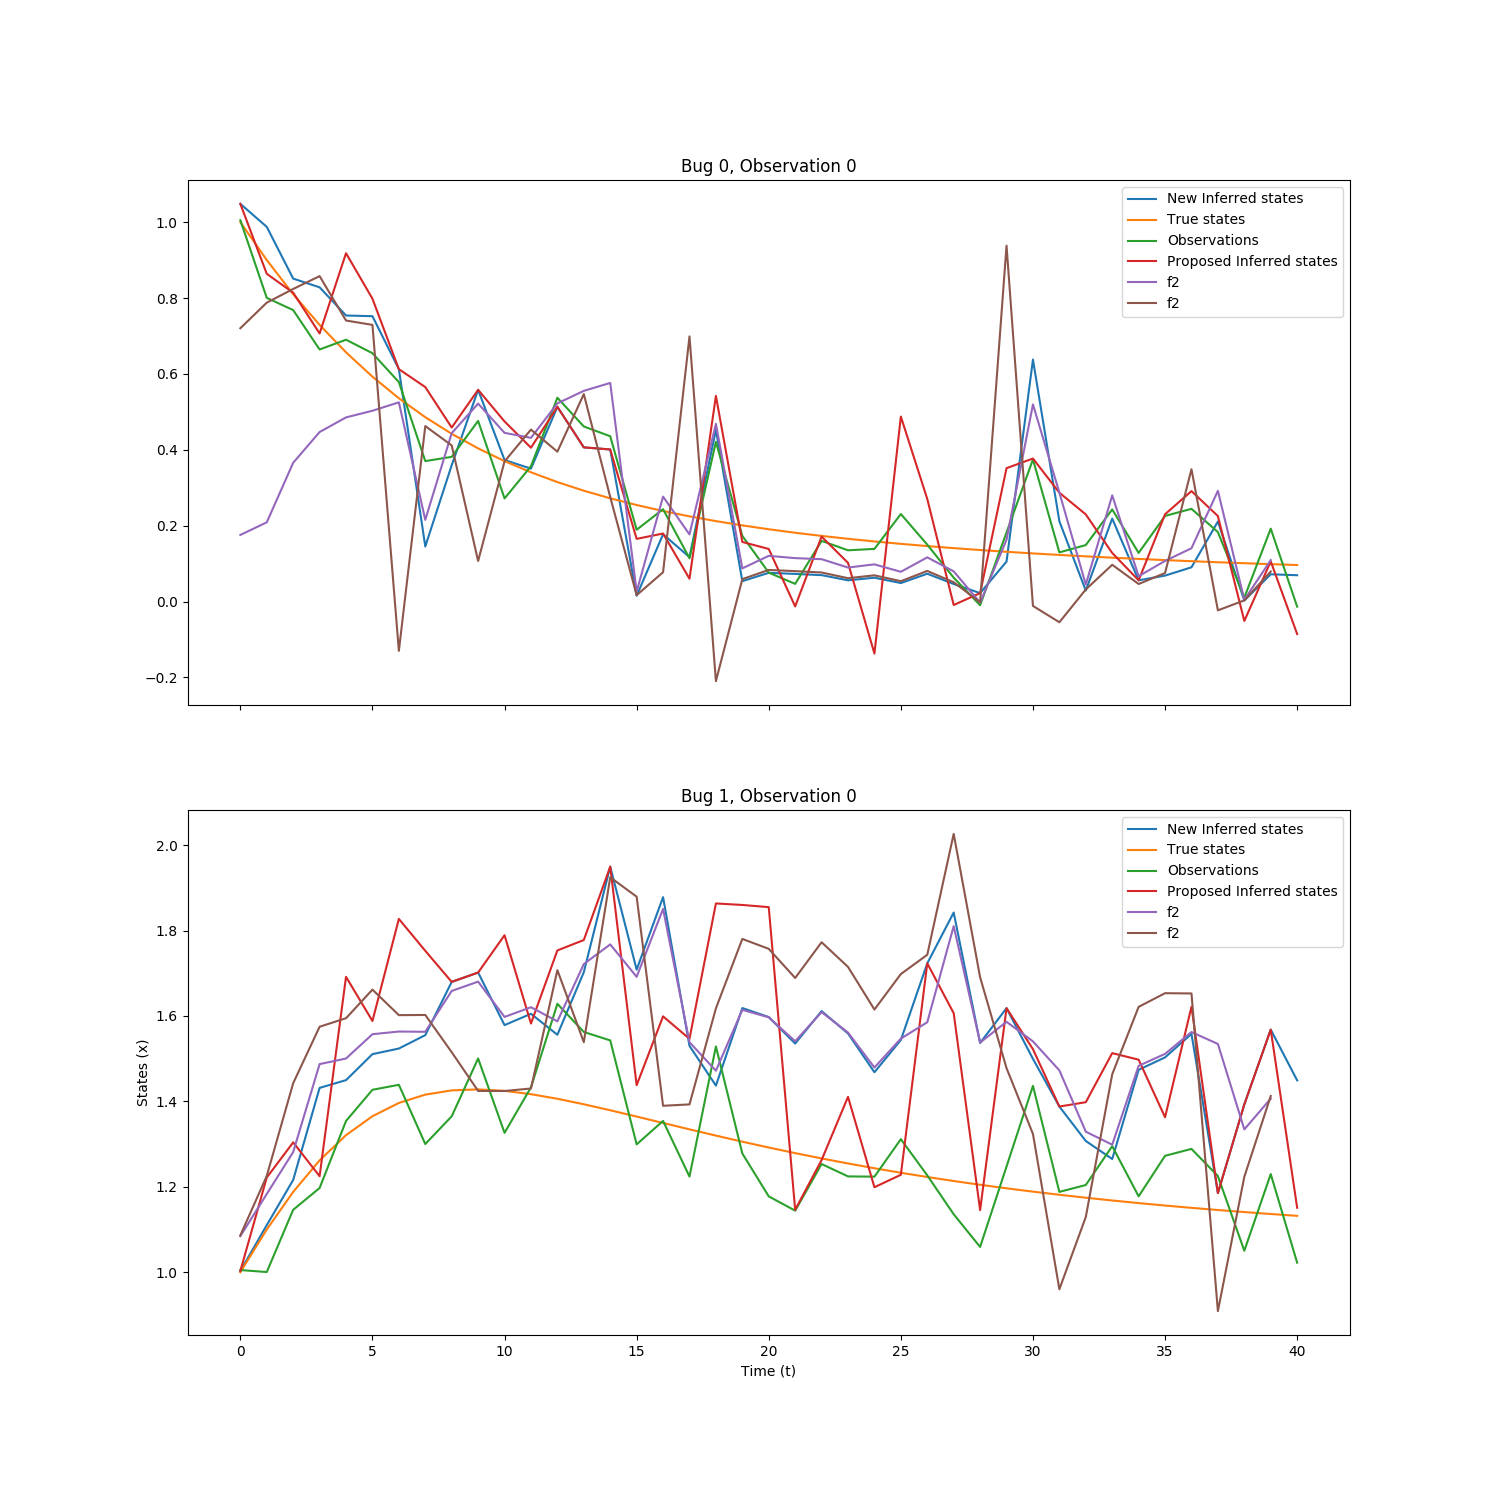 Bug 0, Observation 0
1.0
0.8
0.6
0.4
0.2
0.0
−0.2
New Inferred states
True states
Observations
Proposed Inferred states
f2
f2
Bug 1, Observation 0
States (x)
2.0
1.8
1.6
1.4
1.2
1.0
New Inferred states
True states
Observations
Proposed Inferred states
f2
f2
0 5 10 15 20 25 30 35 40
Time (t)